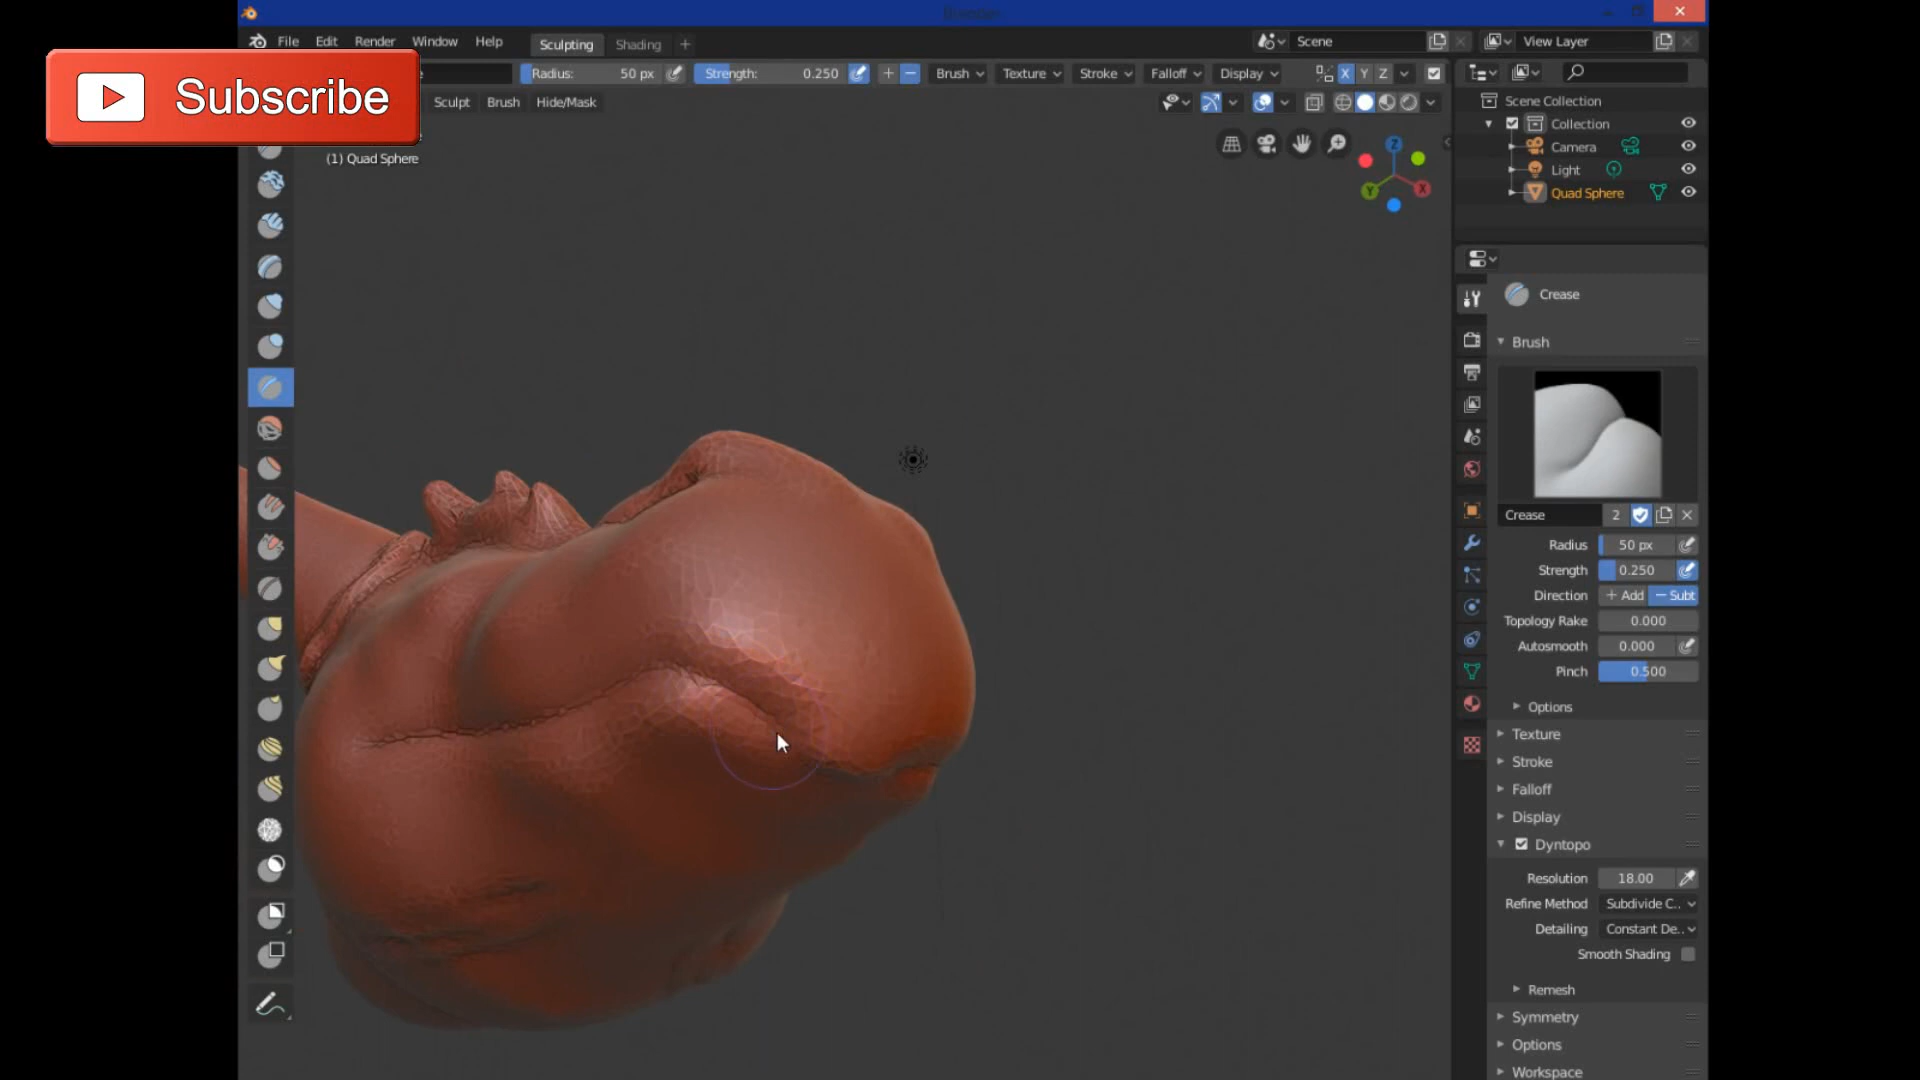 Blender
File Edit Render Window Help Sculpting Shading + Scene View Layer
Subscribe
Radius: 50 px Strength: 0.250 Brush Texture Stroke Falloff Display X Y Z
Sculpt Brush Hide/Mask
(1) Quad Sphere
Z
Y
X
Scene Collection
Collection
Camera
Light
Quad Sphere
Crease
Brush
Crease 2
Radius 50 px
Strength 0.250
Direction + Add − Subt
Topology Rake 0.000
Autosmooth 0.000
Pinch 0.500
Options
Texture
Stroke
Falloff
Display
Dyntopo
Resolution 18.00
Refine Method Subdivide C..
Detailing Constant De..
Smooth Shading
Remesh
Symmetry
Options
Workspace